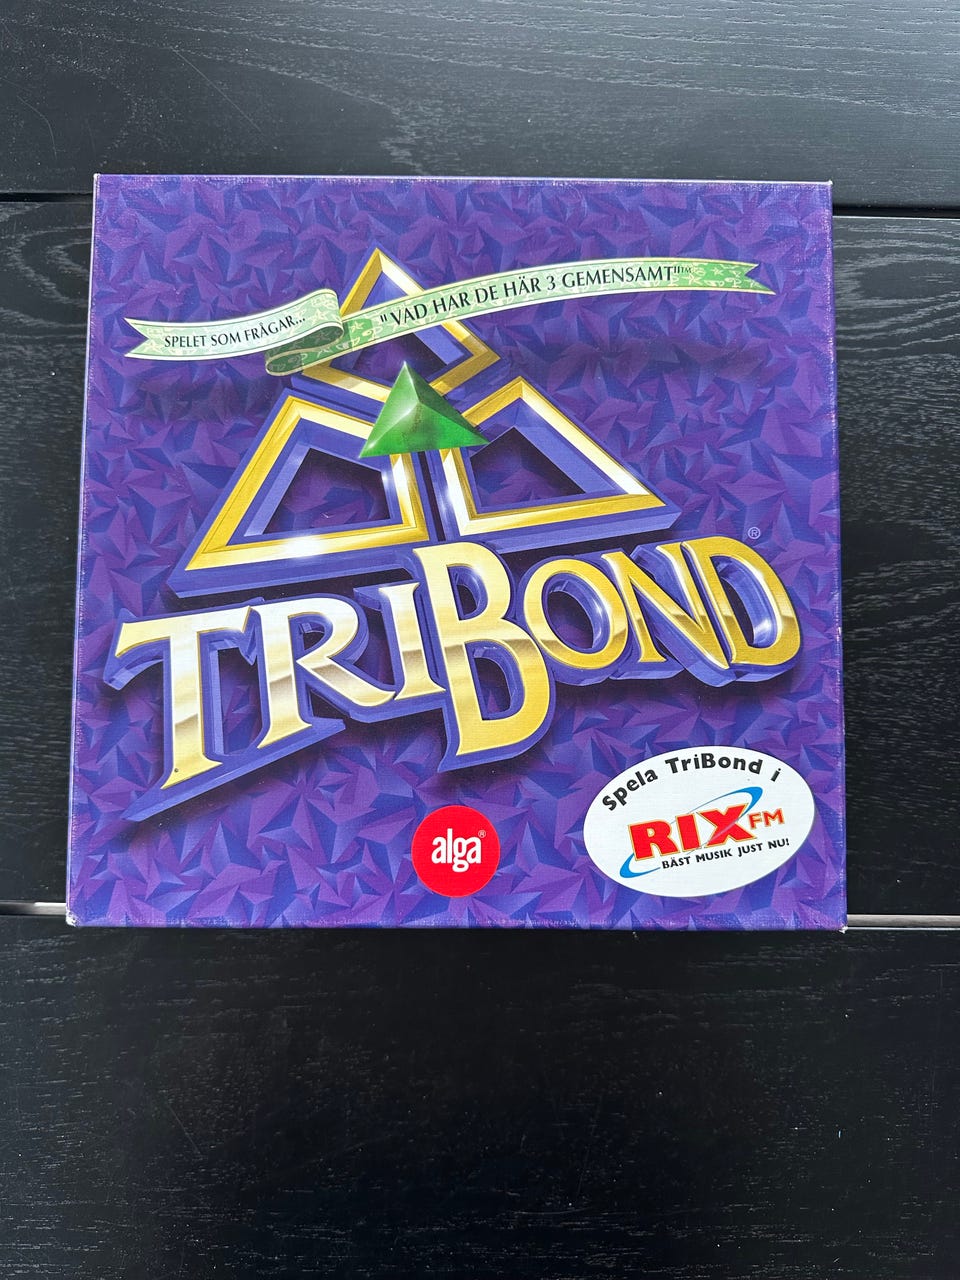 SPELET SOM FRÅGAR...
"VAD HAR DE HÄR 3 GEMENSAMT"™
TRIBOND®
alga®
Spela TriBond i
RIX FM
BÄST MUSIK JUST NU!